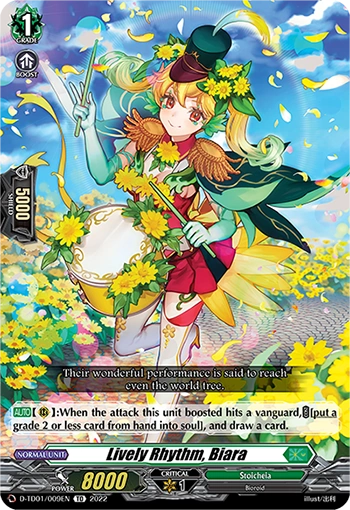 1
GRADE
BOOST
5000
SHIELD
Their wonderful performance is said to reach
even the world tree.
AUTO【 】:When the attack this unit boosted hits a vanguard, [put a
grade 2 or less card from hand into soul], and draw a card.
NORMAL UNIT
Lively Rhythm, Biara
POWER 8000
CRITICAL
1
Stoicheia
Bioroid
D-TD01/009EN TD 2022
illust/出利